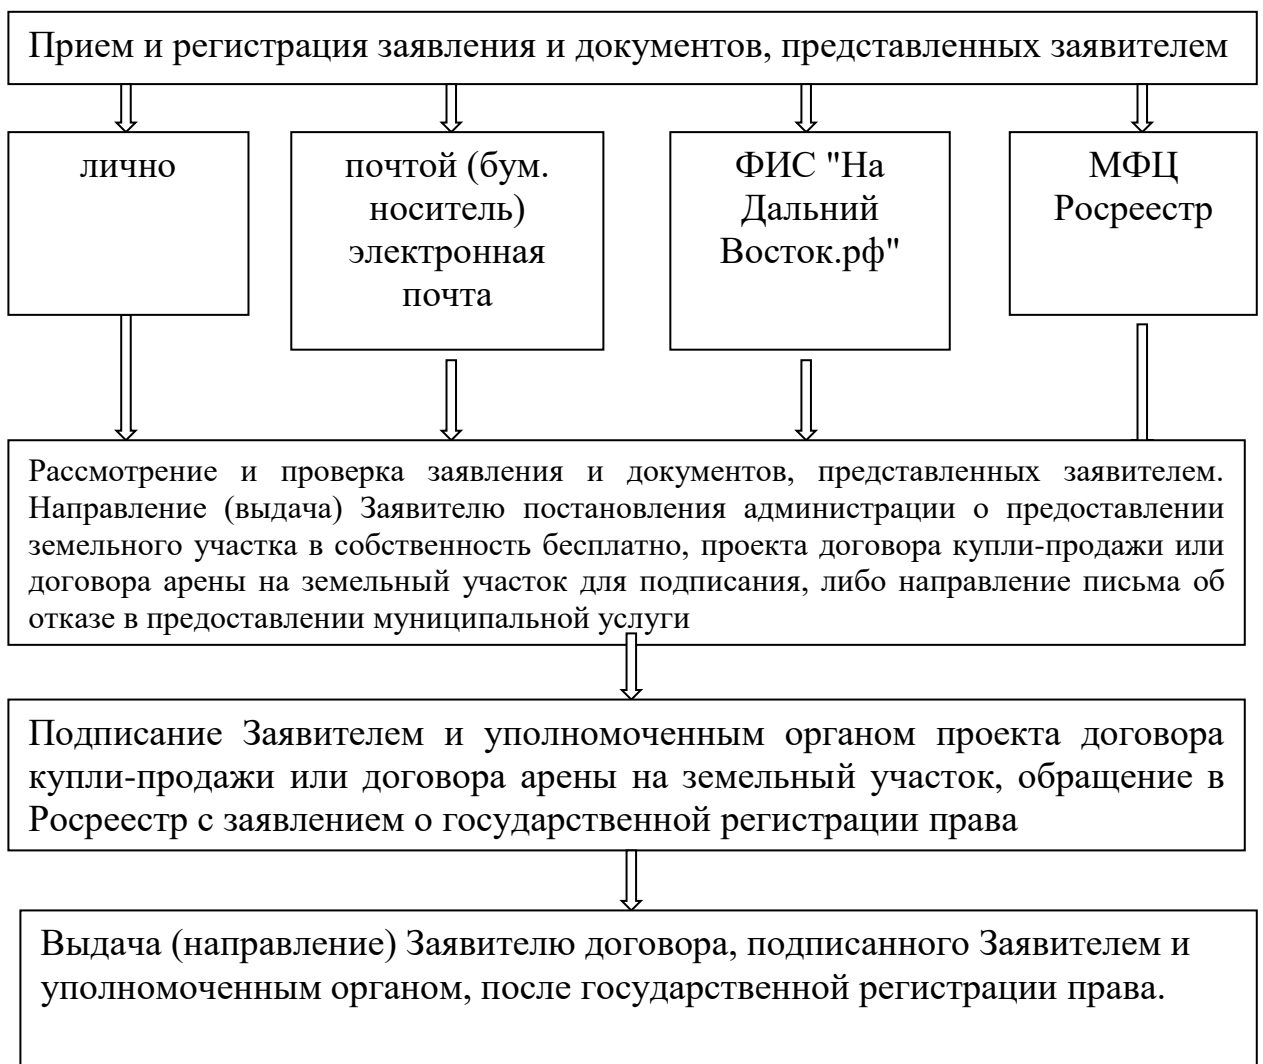 Прием и регистрация заявления и документов, представленных заявителем
лично
почтой (бум.
носитель)
электронная
почта
ФИС "На
Дальний
Восток.рф"
МФЦ
Росреестр
Рассмотрение и проверка заявления и документов, представленных заявителем.
Направление (выдача) Заявителю постановления администрации о предоставлении
земельного участка в собственность бесплатно, проекта договора купли-продажи или
договора арены на земельный участок для подписания, либо направление письма об
отказе в предоставлении муниципальной услуги
Подписание Заявителем и уполномоченным органом проекта договора
купли-продажи или договора арены на земельный участок, обращение в
Росреестр с заявлением о государственной регистрации права
Выдача (направление) Заявителю договора, подписанного Заявителем и
уполномоченным органом, после государственной регистрации права.